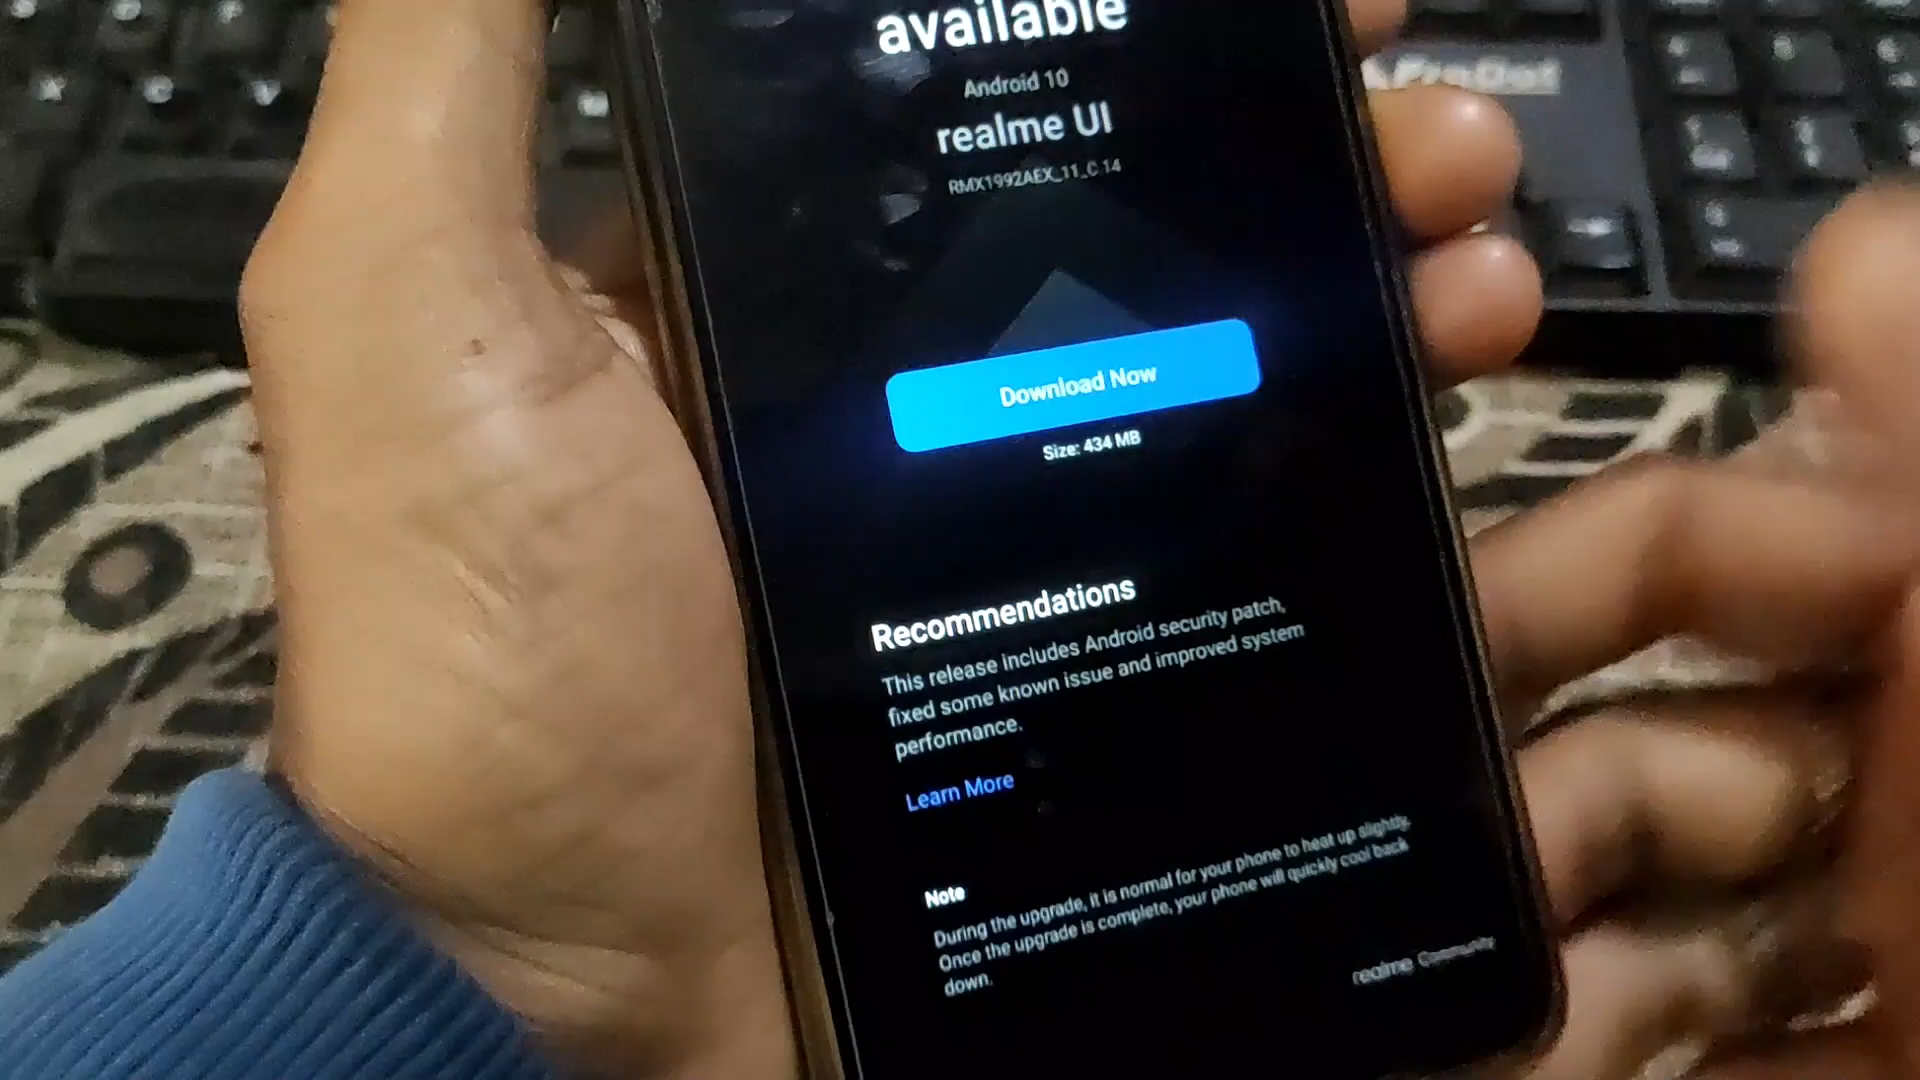 available
Android 10
realme UI
RMX1992AEX_11_C.14
Download Now
Size: 434 MB
Recommendations
This release includes Android security patch,
fixed some known issue and improved system
performance.
Learn More
Note
During the upgrade, it is normal for your phone to heat up slightly.
Once the upgrade is complete, your phone will quickly cool back
down.
realme Community
X C V
M
ProDot